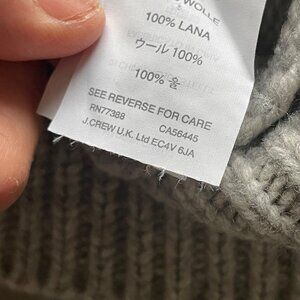 WOLLE
100% LANA
ウール 100%
100% 울
SEE REVERSE FOR CARE
RN77388 CA56445
J.CREW U.K. Ltd EC4V 6JA